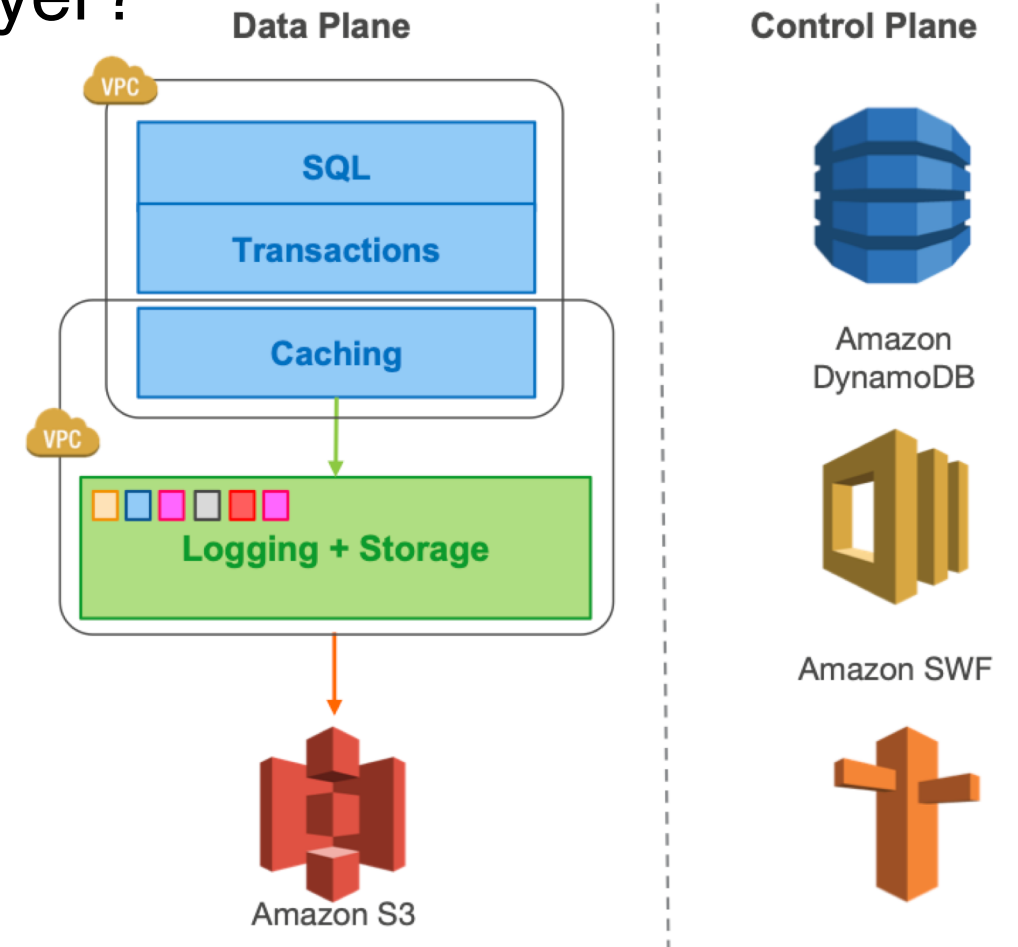 Data Plane
Control Plane
VPC
SQL
Transactions
Caching
VPC
Logging + Storage
Amazon S3
Amazon
DynamoDB
Amazon SWF